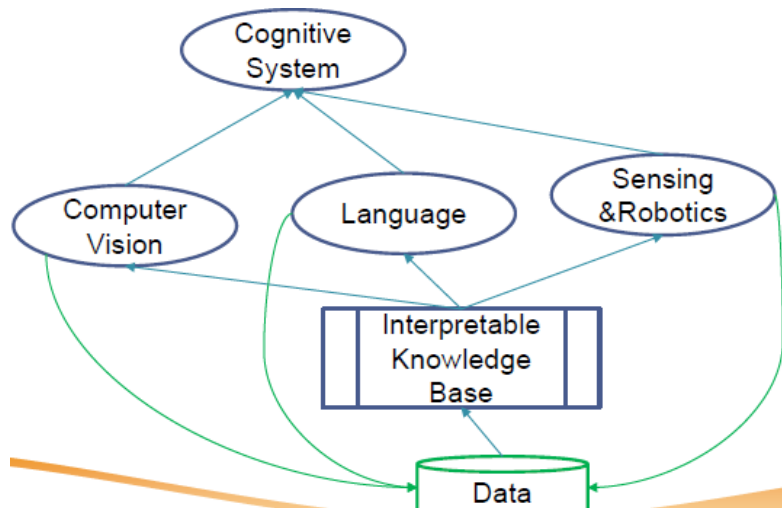 Cognitive
System
Computer
Vision
Language
Sensing
&Robotics
Interpretable
Knowledge
Base
Data